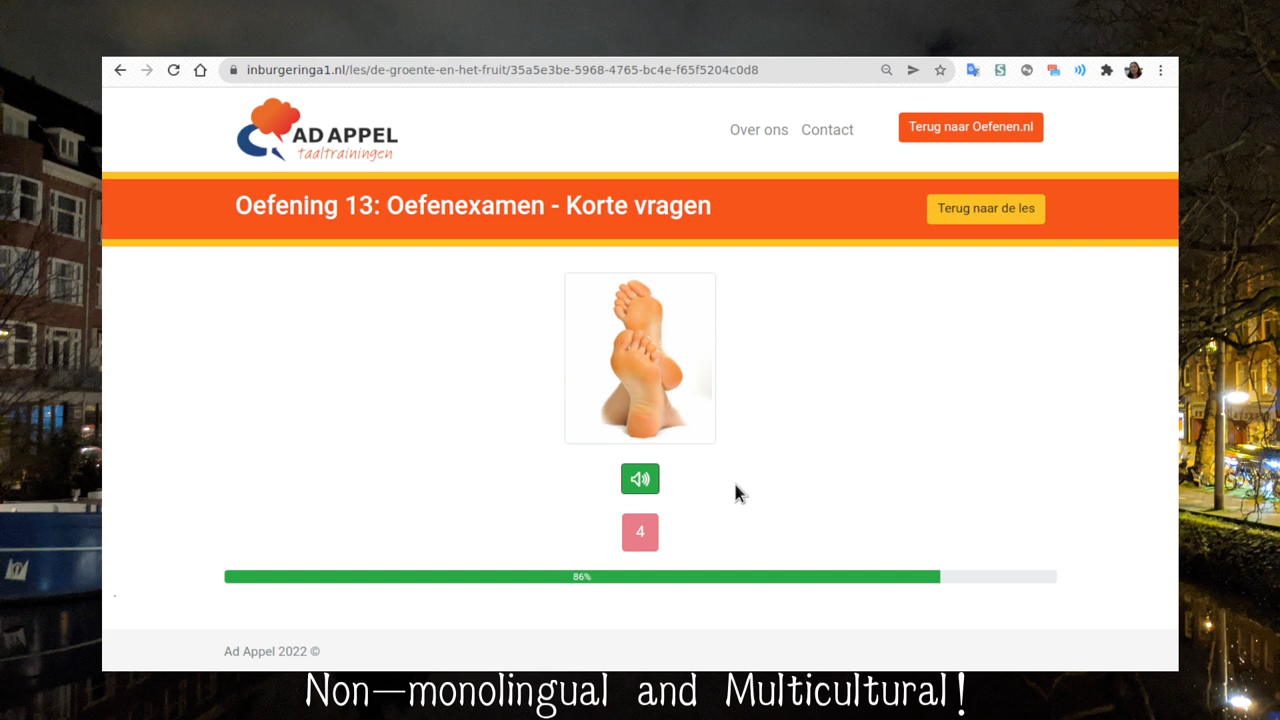 inburgeringa1.nl/les/de-groente-en-het-fruit/35a5e3be-5968-4765-bc4e-f65f5204c0d8
AD APPEL
taaltrainingen
Over ons
Contact
Terug naar Oefenen.nl
Oefening 13: Oefenexamen - Korte vragen
Terug naar de les
4
86%
Ad Appel 2022 ©
Non-monolingual and Multicultural!